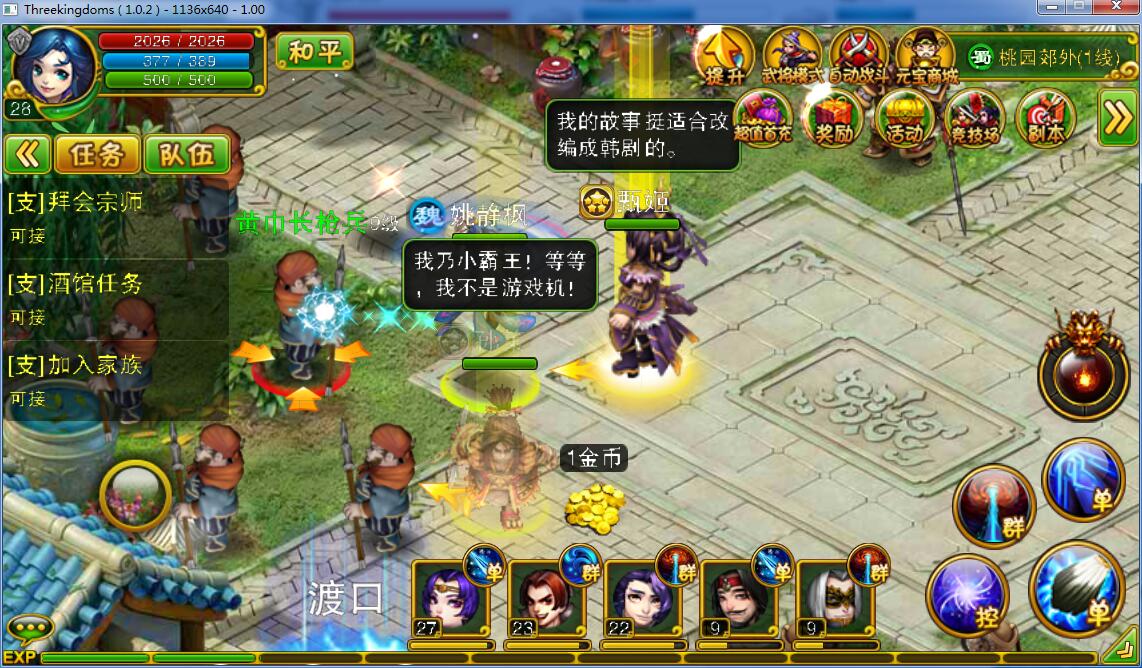 Threekingdoms ( 1.0.2 ) - 1136x640 - 1.00
2026 / 2026
377 / 389
500 / 500
28
和平
提升
武将模式
自动战斗
元宝商城
蜀 桃园郊外(1线)
超值首充
奖励
活动
竞技场
副本
任务
队伍
[支]拜会宗师
可接
[支]酒馆任务
可接
[支]加入家族
可接
我的故事挺适合改
编成韩剧的。
甄姬
黄巾长枪兵
魏 姚静枫
我乃小霸王！等等
，我不是游戏机！
1金币
渡口
单
群
群
单
群
27
23
22
9
9
群
单
控
单
EXP